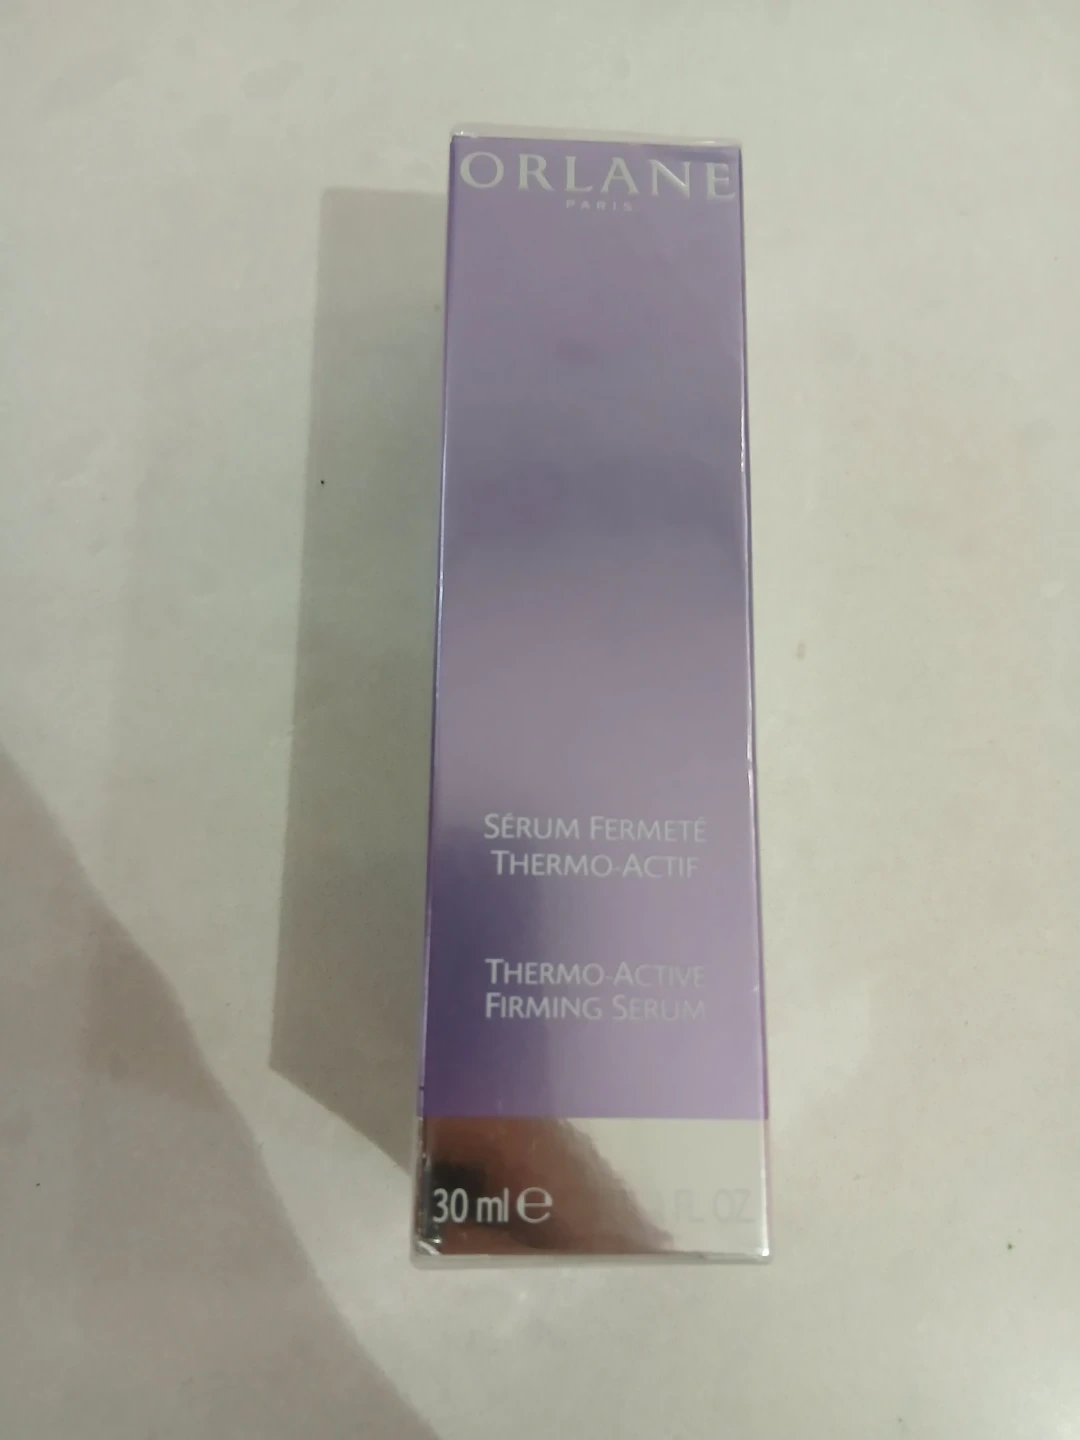 ORLANE
PARIS
SÉRUM FERMETÉ
THERMO-ACTIF
THERMO-ACTIVE
FIRMING SERUM
30 ml ℮ FL. OZ